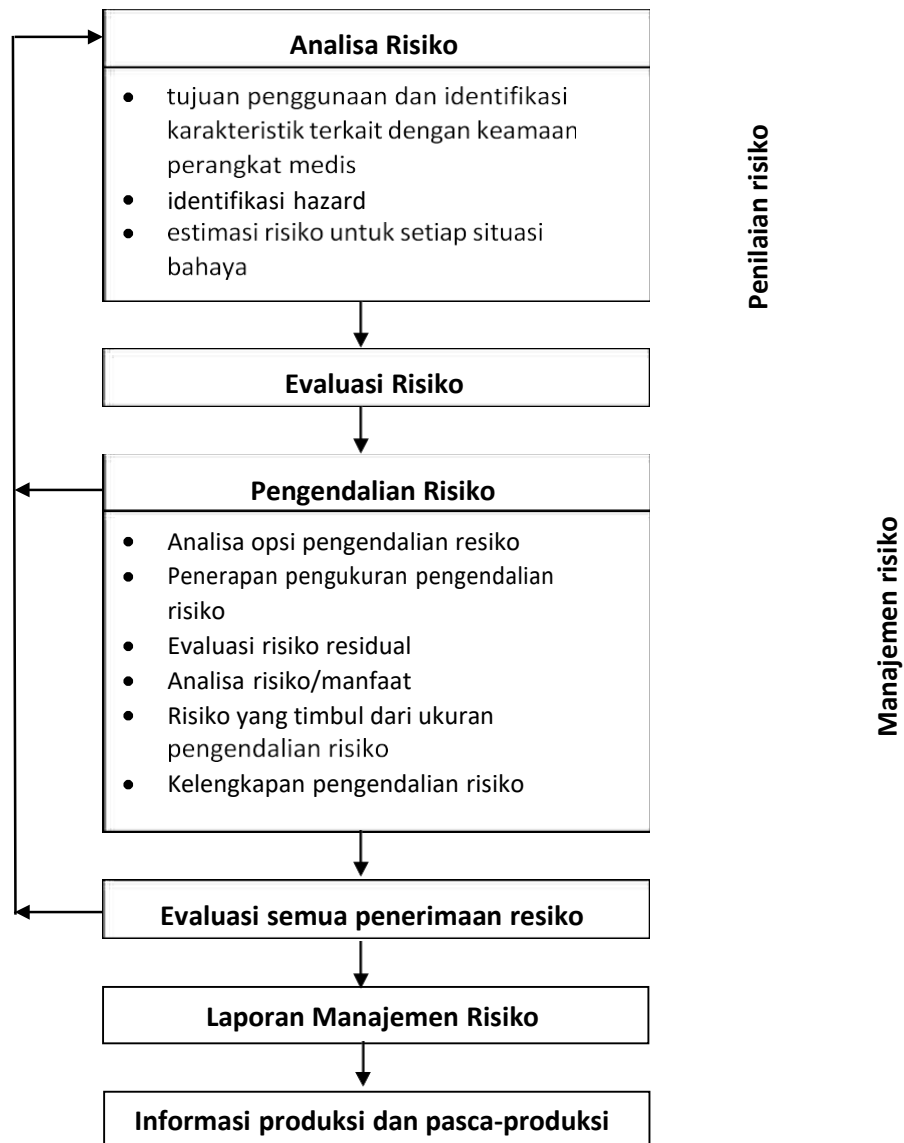 Analisa Risiko
• tujuan penggunaan dan identifikasi
karakteristik terkait dengan keamaan
perangkat medis
• identifikasi hazard
• estimasi risiko untuk setiap situasi
bahaya
Penilaian risiko
Evaluasi Risiko
Pengendalian Risiko
• Analisa opsi pengendalian resiko
• Penerapan pengukuran pengendalian
risiko
• Evaluasi risiko residual
• Analisa risiko/manfaat
• Risiko yang timbul dari ukuran
pengendalian risiko
• Kelengkapan pengendalian risiko
Manajemen risiko
Evaluasi semua penerimaan resiko
Laporan Manajemen Risiko
Informasi produksi dan pasca-produksi